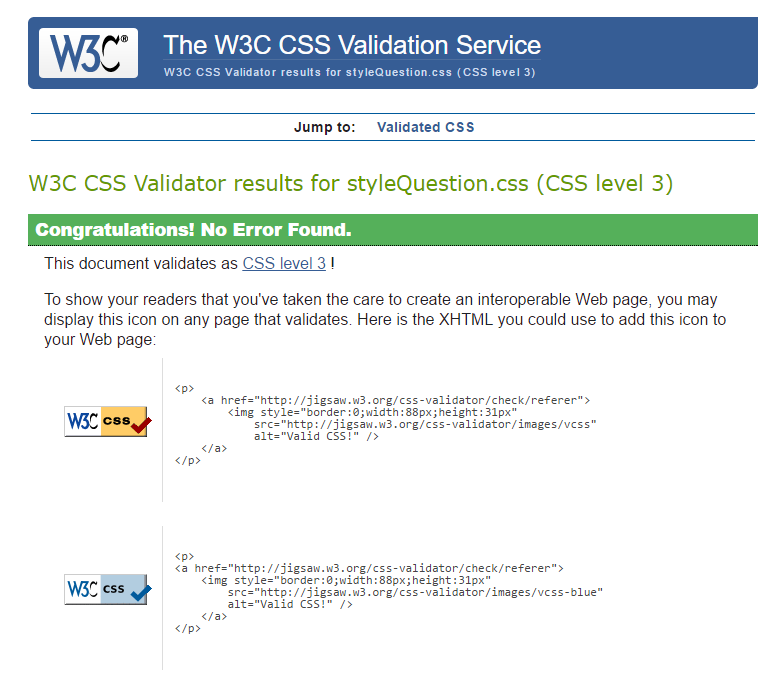 W3C®
The W3C CSS Validation Service
W3C CSS Validator results for styleQuestion.css (CSS level 3)
Jump to: Validated CSS
W3C CSS Validator results for styleQuestion.css (CSS level 3)
Congratulations! No Error Found.
This document validates as CSS level 3 !
To show your readers that you've taken the care to create an interoperable Web page, you may
display this icon on any page that validates. Here is the XHTML you could use to add this icon to
your Web page:
W3C css
<p>
<a href="http://jigsaw.w3.org/css-validator/check/referer">
<img style="border:0;width:88px;height:31px"
src="http://jigsaw.w3.org/css-validator/images/vcss"
alt="Valid CSS!" />
</a>
</p>
W3C css
<p>
<a href="http://jigsaw.w3.org/css-validator/check/referer">
<img style="border:0;width:88px;height:31px"
src="http://jigsaw.w3.org/css-validator/images/vcss-blue"
alt="Valid CSS!" />
</a>
</p>